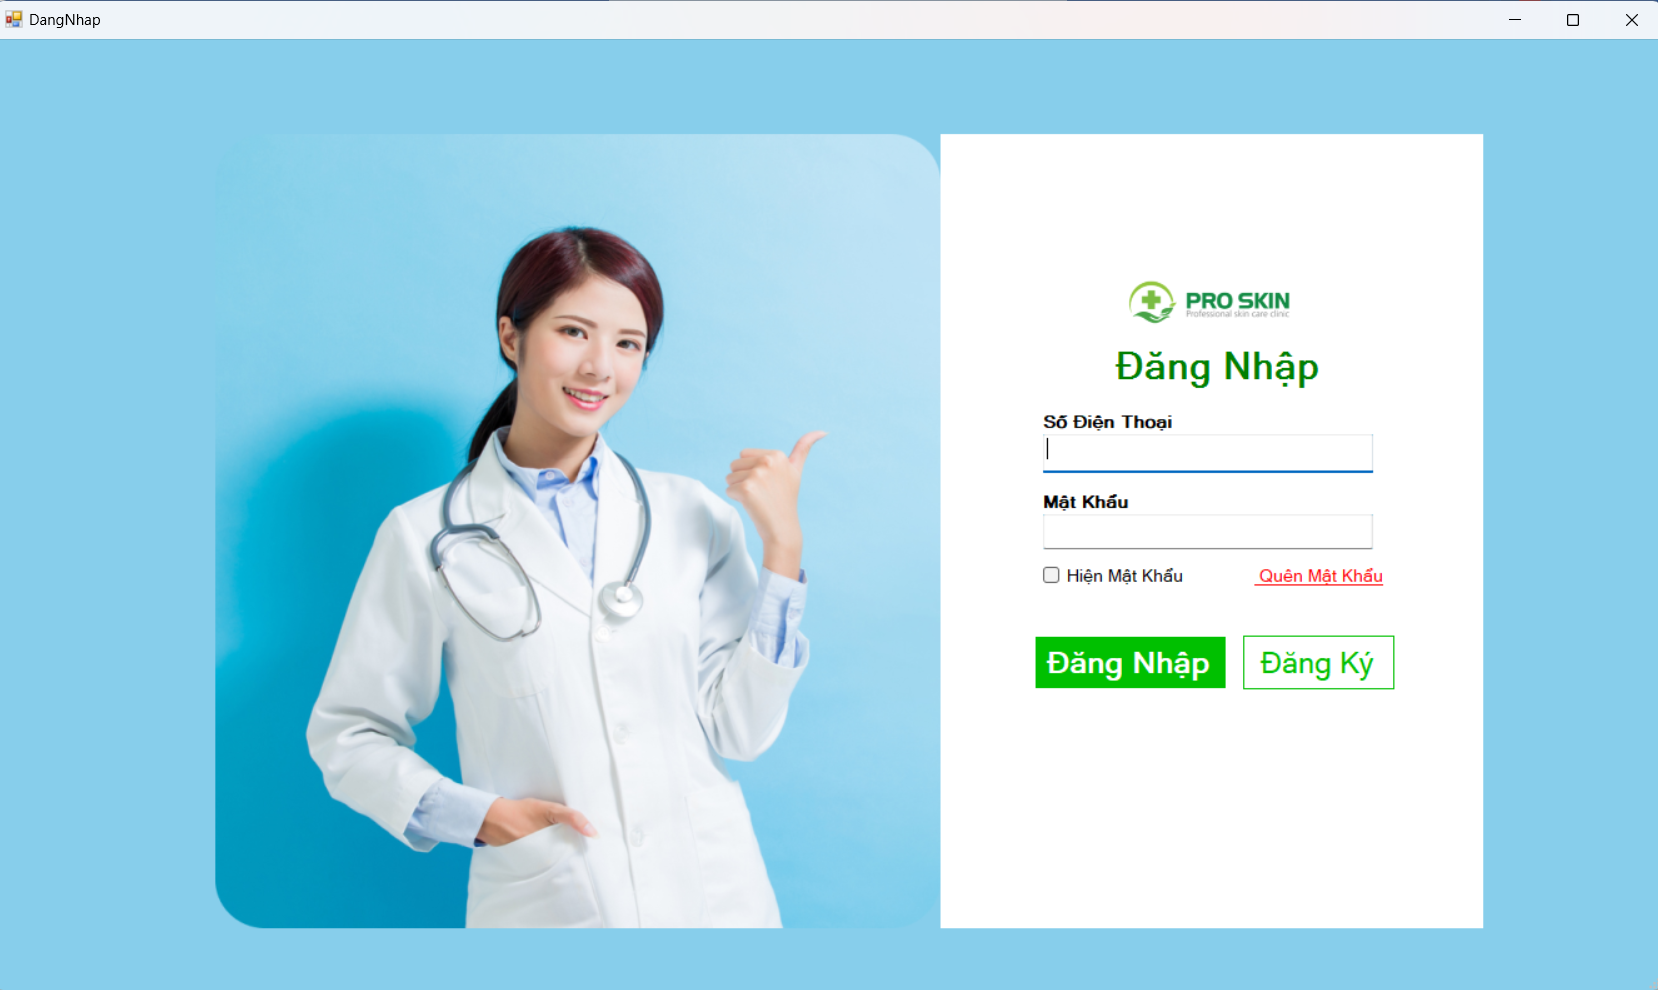 DangNhap
PRO SKIN
Professional skin care clinic
Đăng Nhập
Số Điện Thoại
Mật Khẩu
Hiện Mật Khẩu
Quên Mật Khẩu
Đăng Nhập
Đăng Ký